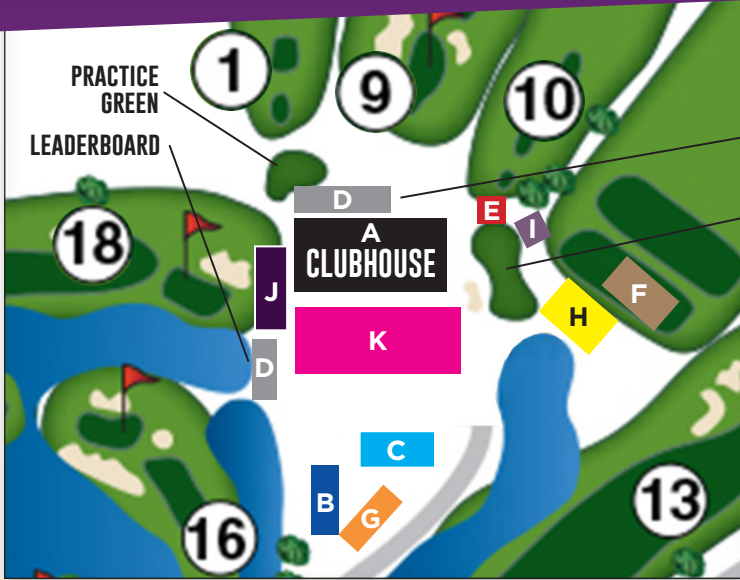 1
9
10
PRACTICE
GREEN
LEADERBOARD
D
A
CLUBHOUSE
E
I
18
J
F
H
K
D
C
B
G
13
16